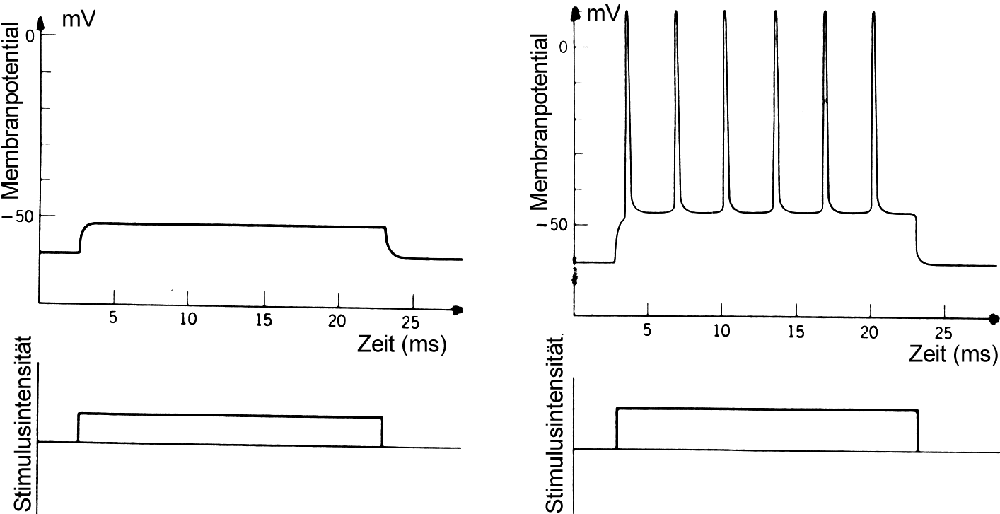 mV
Membranpotential
0
- 50
5
10
15
20
25
Zeit (ms)
Stimulusintensität
mV
Membranpotential
0
- 50
5
10
15
20
25
Zeit (ms)
Stimulusintensität